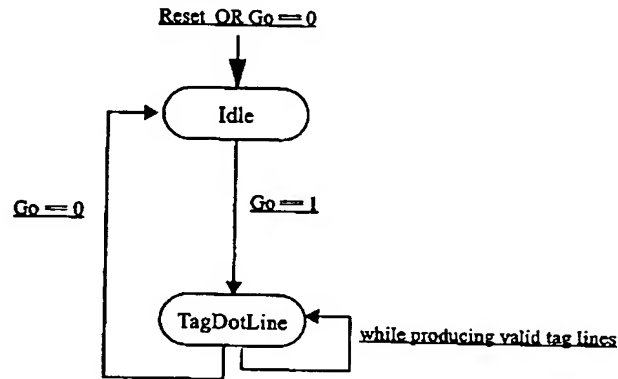 Reset OR Go == 0
Idle
Go == 0
Go == 1
TagDotLine
while producing valid tag lines